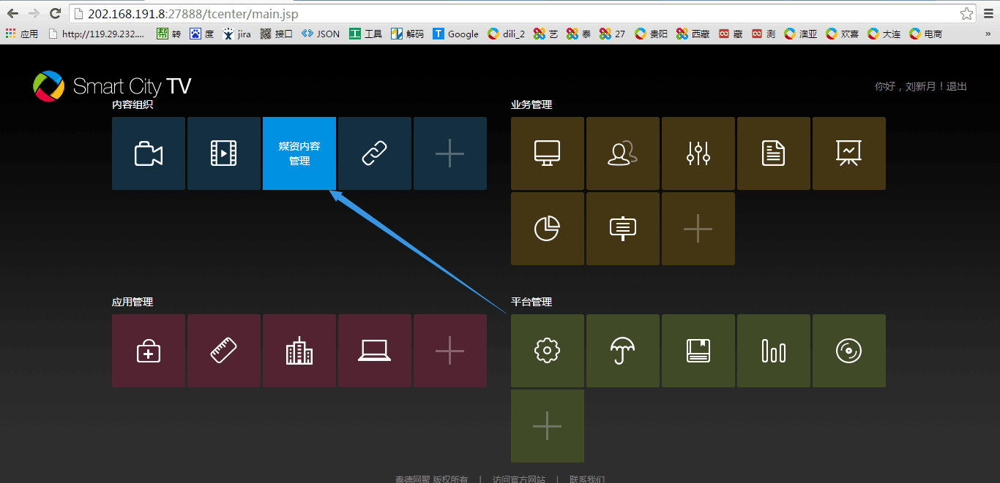 202.168.191.8:27888/tcenter/main.jsp
应用 http://119.29.232.... 帮 转 度 jira 接口 JSON 工具 解码 T Google dili_2 艺 泰 27 贵阳 西藏 藏 测 澳亚 欢喜 大连 电商 »
Smart City TV
你好，刘新月！退出
内容组织
业务管理
媒资内容
管理
应用管理
平台管理
泰德网聚 版权所有 | 访问官方网站 | 联系我们